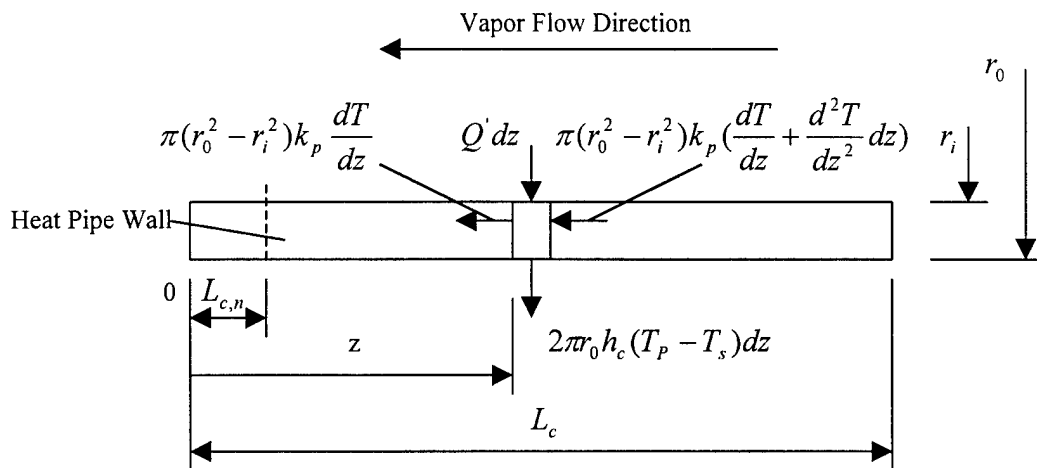 Vapor Flow Direction
r_0
π(r_0^2 - r_i^2)k_p dT/dz
Q'dz
π(r_0^2 - r_i^2)k_p(dT/dz + d^2T/dz^2 dz)
r_i
Heat Pipe Wall
0
L_{c,n}
z
2πr_0h_c(T_P - T_s)dz
L_c